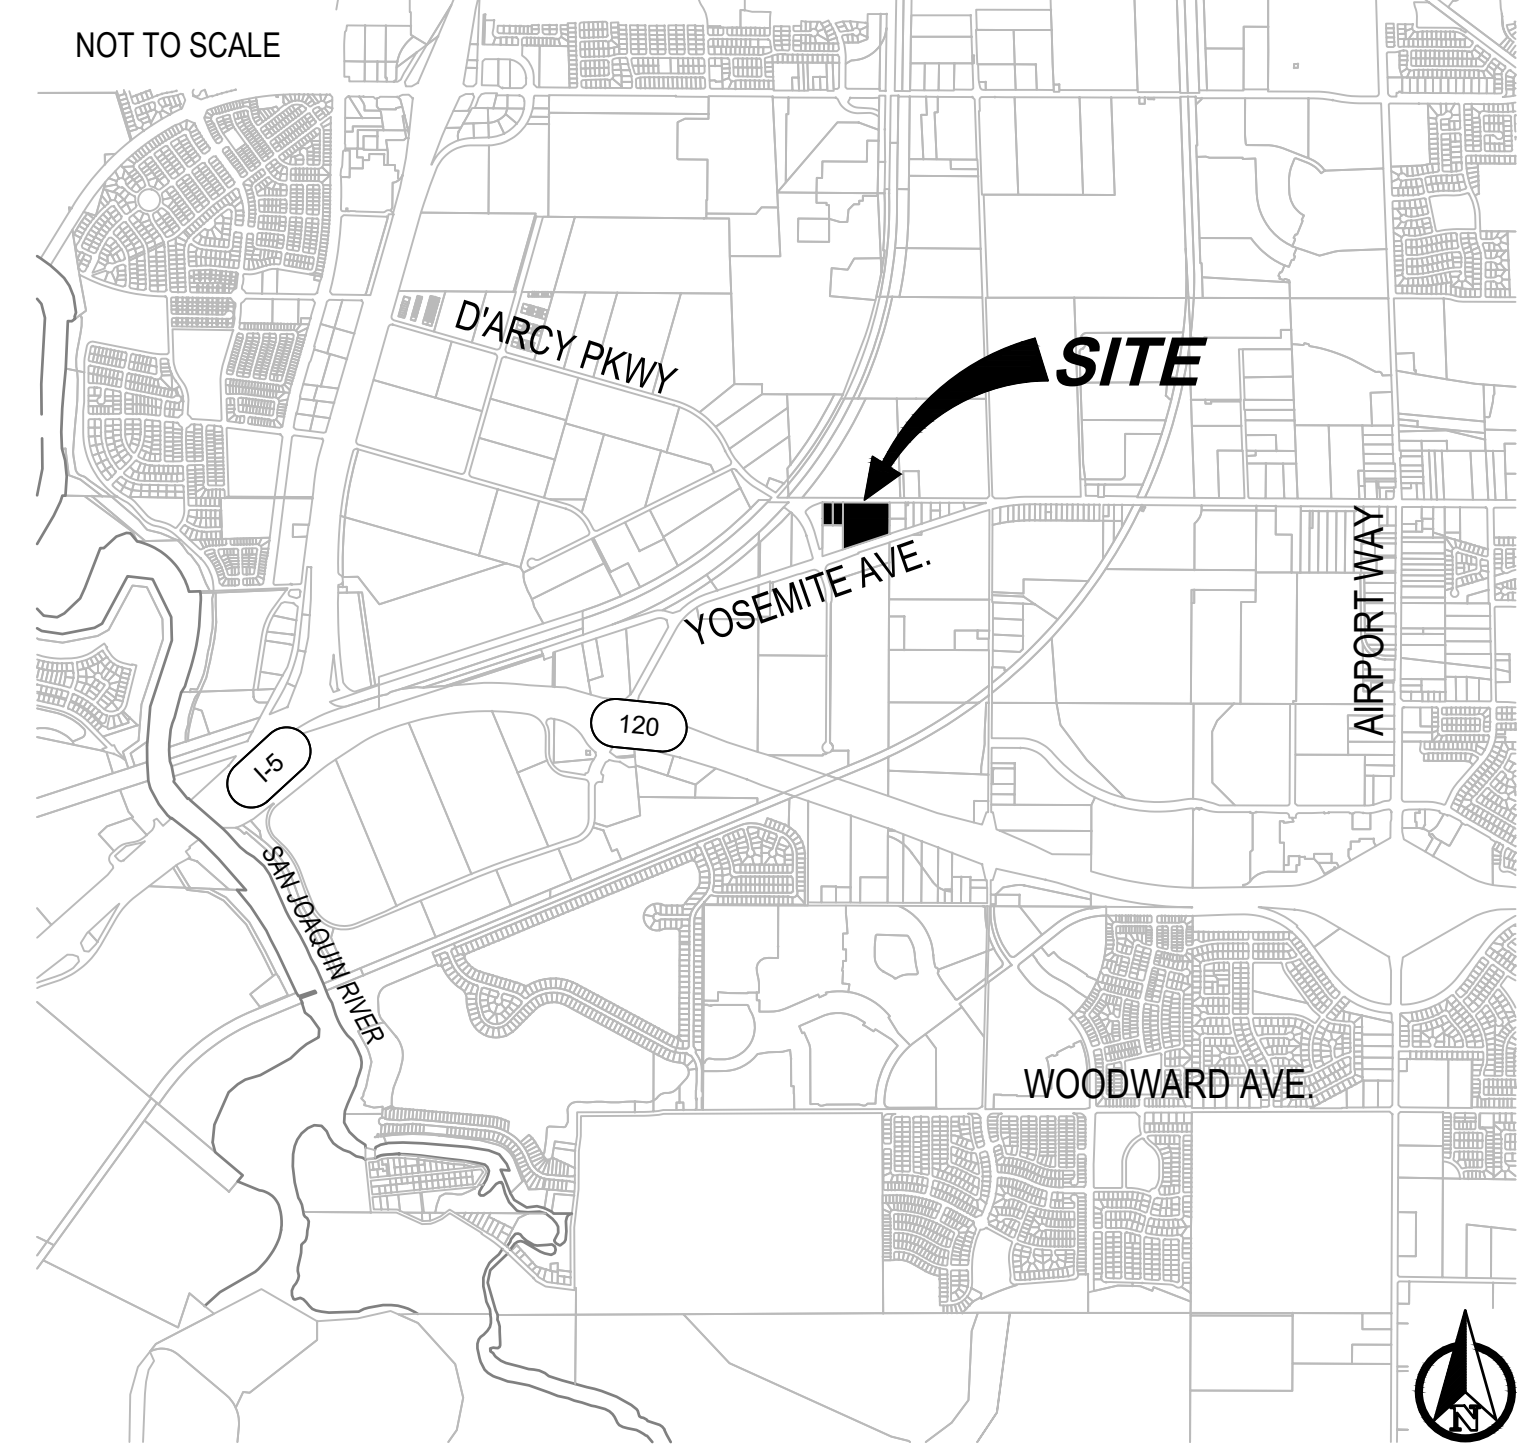 NOT TO SCALE
D'ARCY PKWY
SITE
YOSEMITE AVE.
AIRPORT WAY
120
I-5
SAN JOAQUIN RIVER
WOODWARD AVE.
N